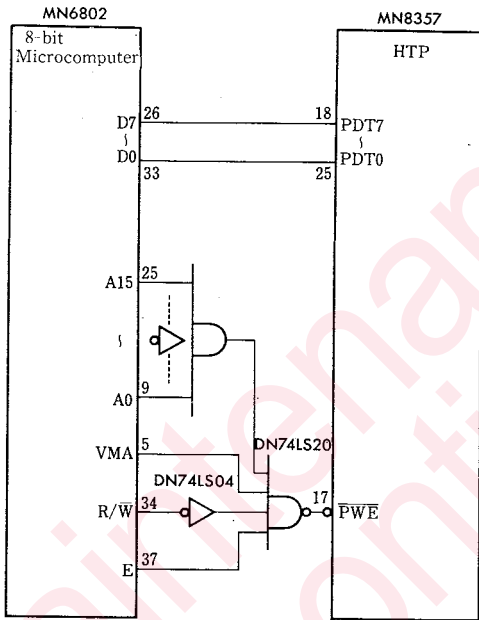 MN6802
MN8357
8-bit
Microcomputer
HTP
D7 26 18 PDT7
D0 33 25 PDT0
A15 25
A0 9
VMA 5
DN74LS20
DN74LS04
R/W̅ 34
17 P̅W̅E̅
E 37